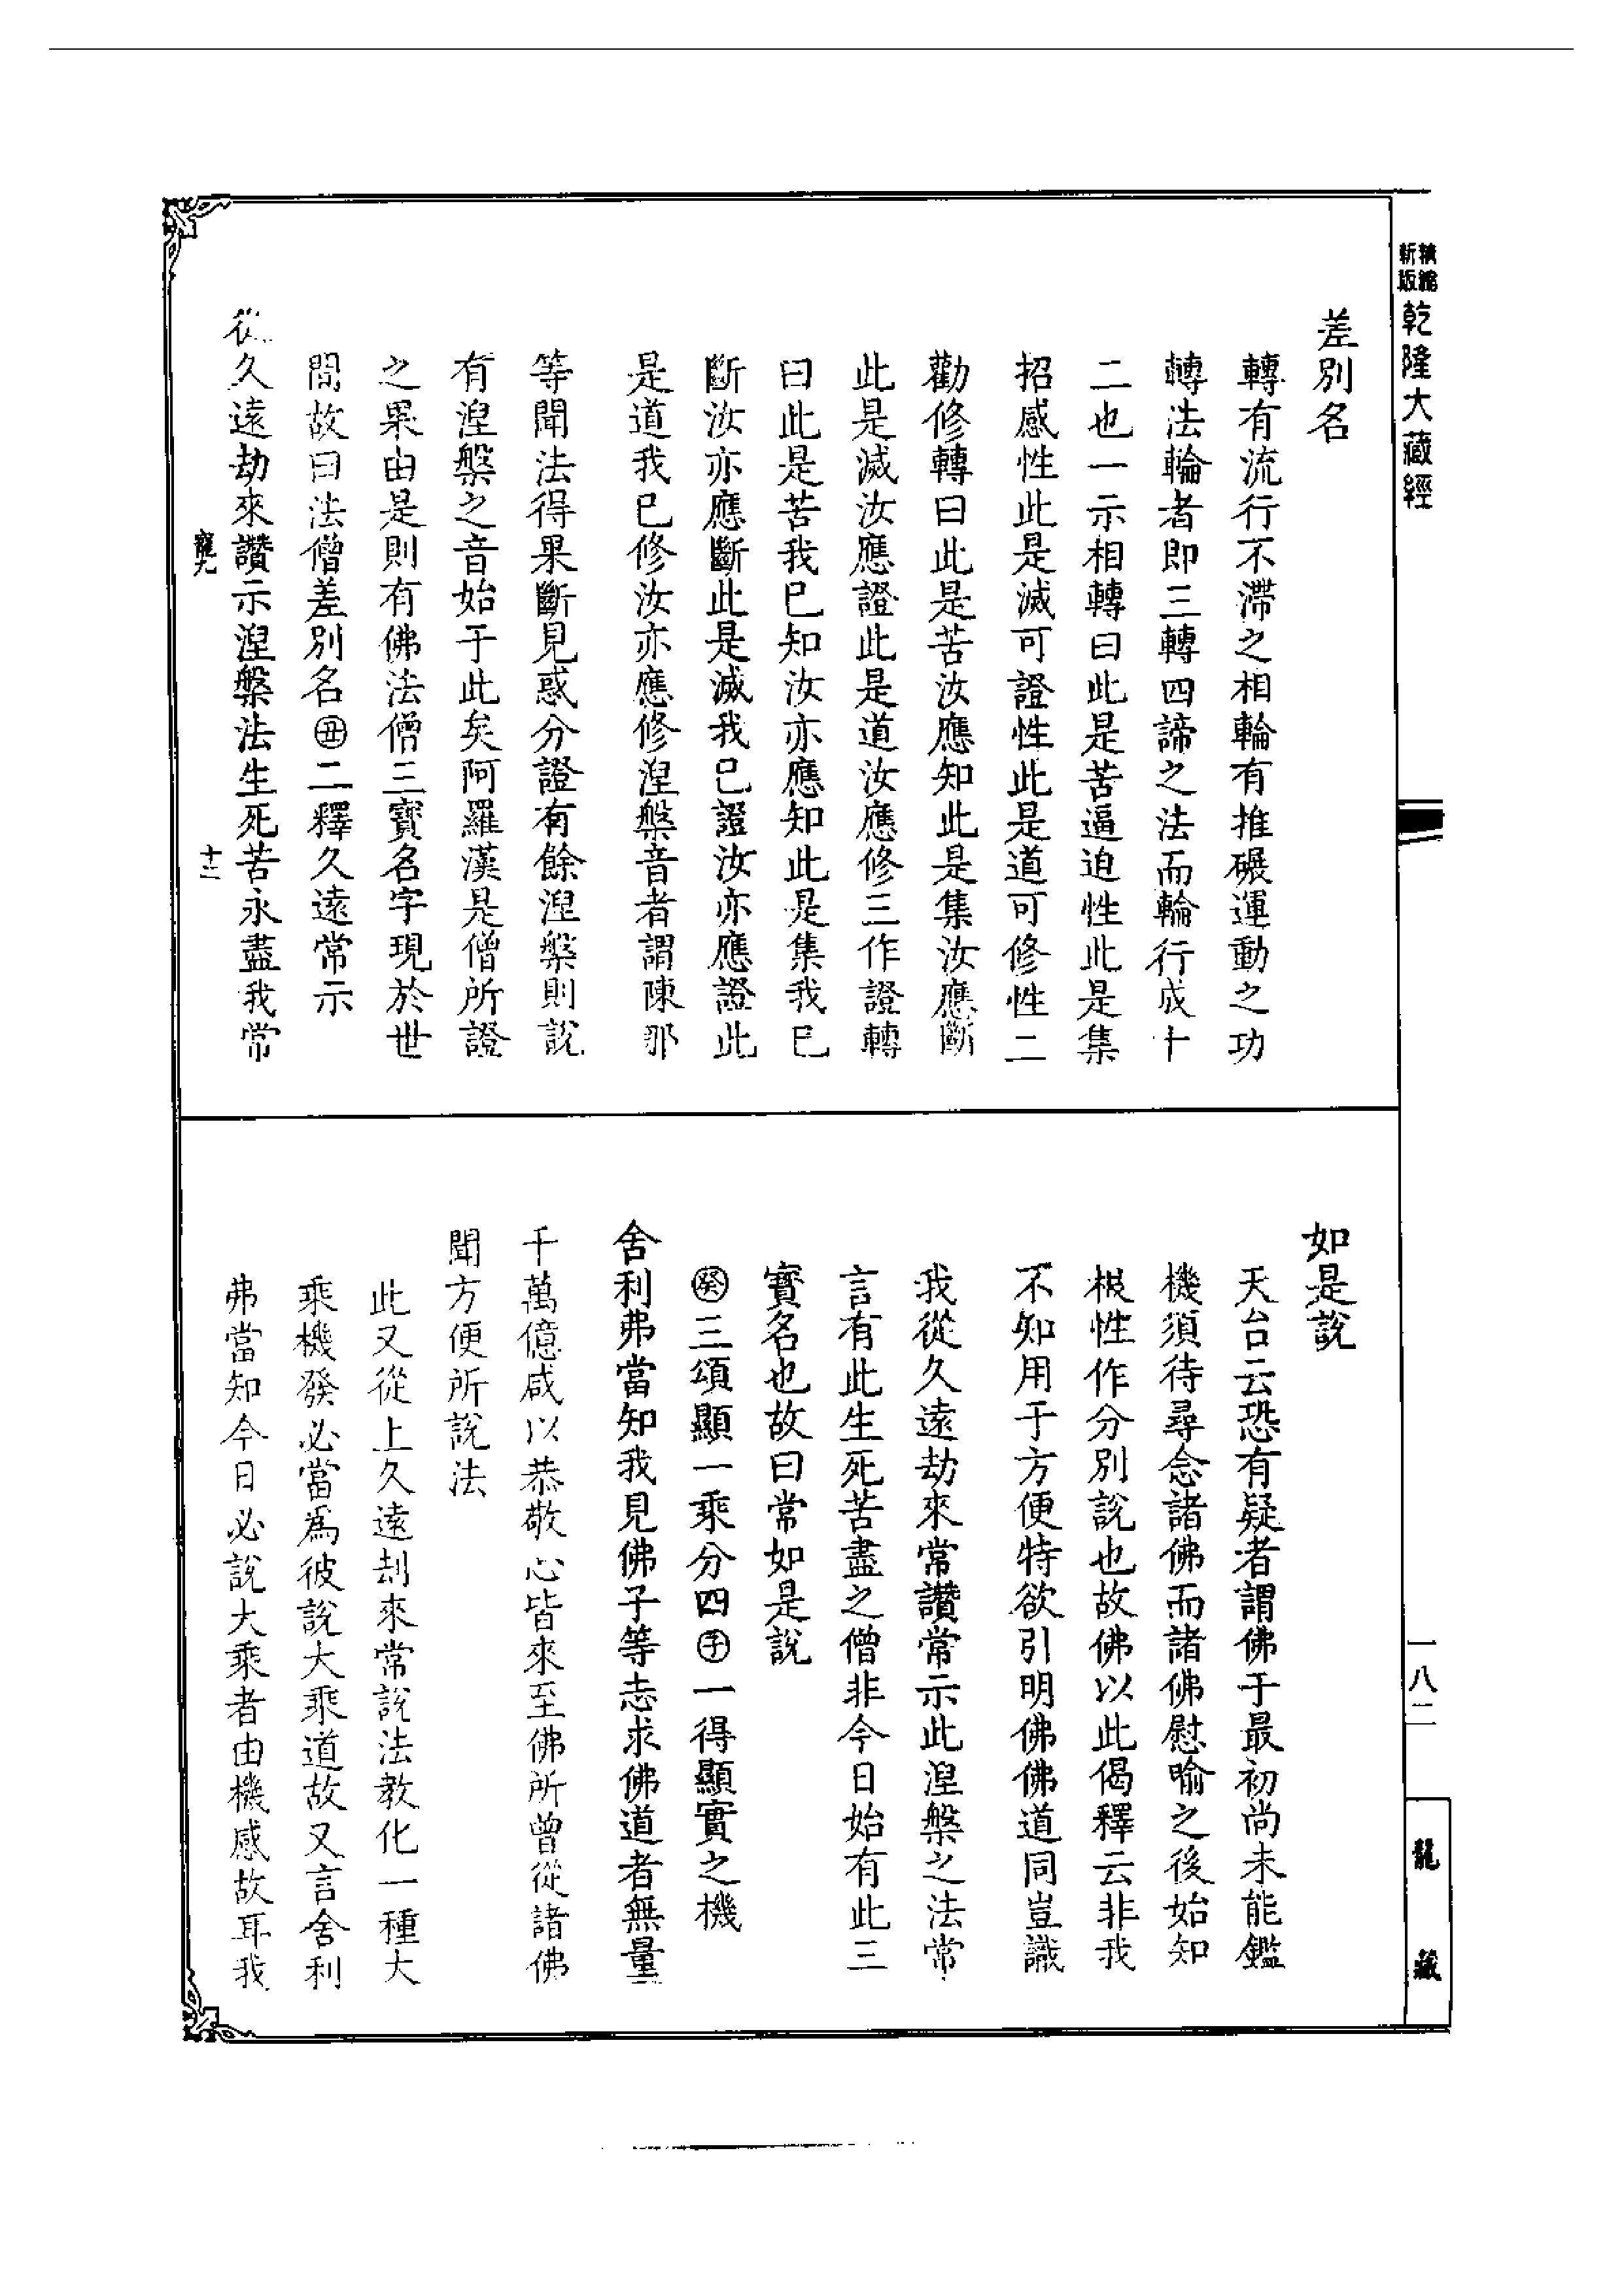 精縮新版
乾隆大藏經
一八二
龍藏
差別名
轉有流行不滯之相輪有推碾運動之功
轉法輪者即三轉四諦之法而輪行成十
二也一示相轉曰此是苦逼迫性此是集
招感性此是滅可證性此是道可修性二
勸修轉曰此是苦汝應知此是集汝應斷
此是滅汝應證此是道汝應修三作證轉
曰此是苦我已知汝亦應知此是集我已
斷汝亦應斷此是滅我已證汝亦應證此
是道我已修汝亦應修涅槃音者謂陳那
等聞法得果斷見惑分證有餘涅槃則說
有涅槃之音始于此矣阿羅漢是僧所證
之果由是則有佛法僧三寶名字現於世
間故曰法僧差別名㊄二釋久遠常示
從久遠劫來讚示涅槃法生死苦永盡我常
十二
如是說
天台云恐有疑者謂佛于最初尚未能鑑
機須待尋念諸佛而諸佛慰喻之後始知
根性作分別說也故佛以此偈釋云非我
不知用于方便特欲引明佛佛道同豈識
我從久遠劫來常讚常示此涅槃之法常
言有此生死苦盡之僧非今日始有此三
寶名也故曰常如是說
癸三頌顯一乘分四子一得顯實之機
舍利弗當知我見佛子等志求佛道者無量
千萬億咸以恭敬心皆來至佛所曾從諸佛
聞方便所說法
此又從上久遠刦來常說法教化一種大
乘機發必當為彼說大乘道故又言舍利
弗當知今日必說大乘者由機感故耳我